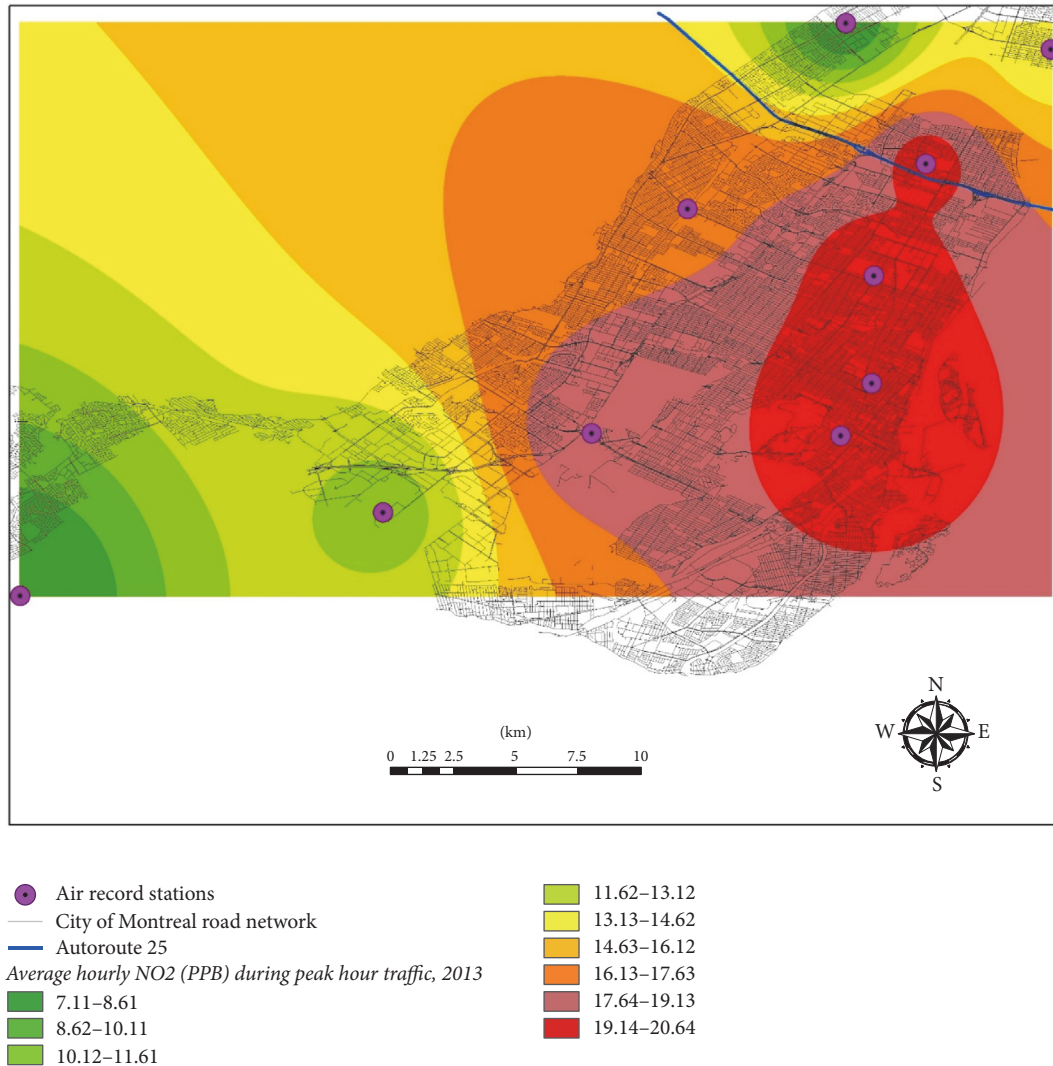 N
W E
S
(km)
0 1.25 2.5 5 7.5 10
Air record stations
City of Montreal road network
Autoroute 25
Average hourly NO2 (PPB) during peak hour traffic, 2013
7.11–8.61
8.62–10.11
10.12–11.61
11.62–13.12
13.13–14.62
14.63–16.12
16.13–17.63
17.64–19.13
19.14–20.64